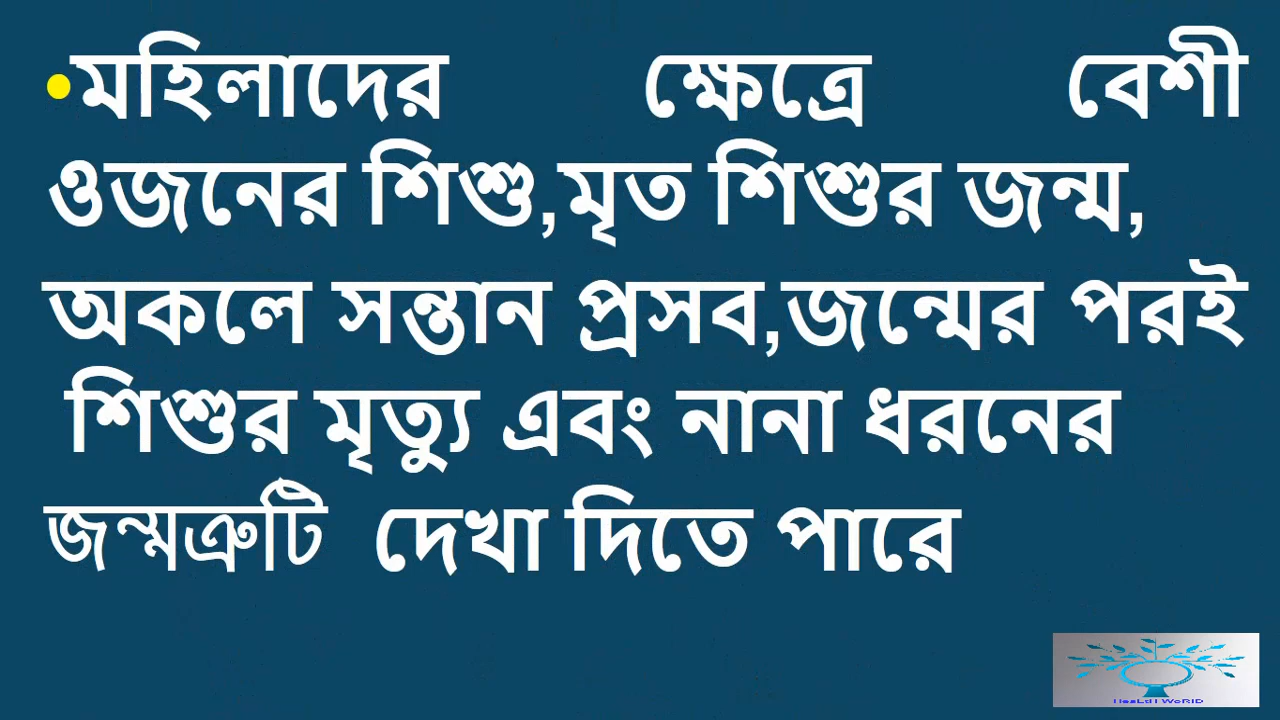 •মহিলাদের ক্ষেত্রে বেশী
ওজনের শিশু,মৃত শিশুর জন্ম,
অকলে সন্তান প্রসব,জন্মের পরই
শিশুর মৃত্যু এবং নানা ধরনের
জন্মত্রুটি দেখা দিতে পারে